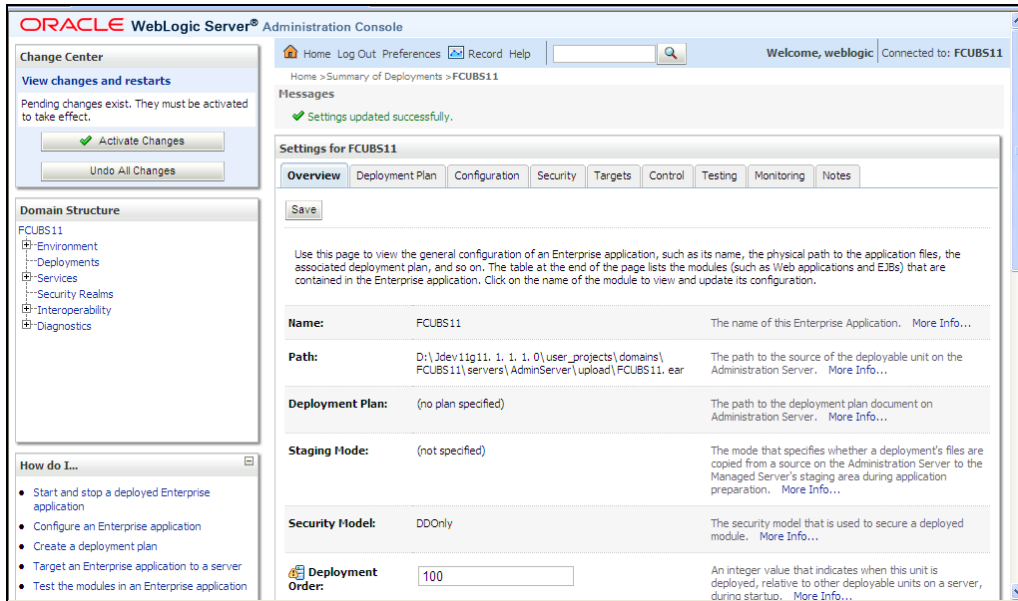 ORACLE WebLogic Server® Administration Console
Change Center
View changes and restarts
Pending changes exist. They must be activated
to take effect.
Activate Changes
Undo All Changes
Domain Structure
FCUBS11
Environment
Deployments
Services
Security Realms
Interoperability
Diagnostics
How do I...
Start and stop a deployed Enterprise
application
Configure an Enterprise application
Create a deployment plan
Target an Enterprise application to a server
Test the modules in an Enterprise application
Home Log Out Preferences Record Help
Welcome, weblogic Connected to: FCUBS11
Home >Summary of Deployments >FCUBS11
Messages
Settings updated successfully.
Settings for FCUBS11
Overview Deployment Plan Configuration Security Targets Control Testing Monitoring Notes
Save
Use this page to view the general configuration of an Enterprise application, such as its name, the physical path to the application files, the
associated deployment plan, and so on. The table at the end of the page lists the modules (such as Web applications and EJBs) that are
contained in the Enterprise application. Click on the name of the module to view and update its configuration.
Name: FCUBS11 The name of this Enterprise Application. More Info...
Path: D:\Jdev11g11. 1. 1. 1. 0\user_projects\domains\ The path to the source of the deployable unit on the
FCUBS11\servers\AdminServer\upload\FCUBS11. ear Administration Server. More Info...
Deployment Plan: (no plan specified) The path to the deployment plan document on
Administration Server. More Info...
Staging Mode: (not specified) The mode that specifies whether a deployment's files are
copied from a source on the Administration Server to the
Managed Server's staging area during application
preparation. More Info...
Security Model: DDOnly The security model that is used to secure a deployed
module. More Info...
Deployment 100 An integer value that indicates when this unit is
Order: deployed, relative to other deployable units on a server,
during startup. More Info...